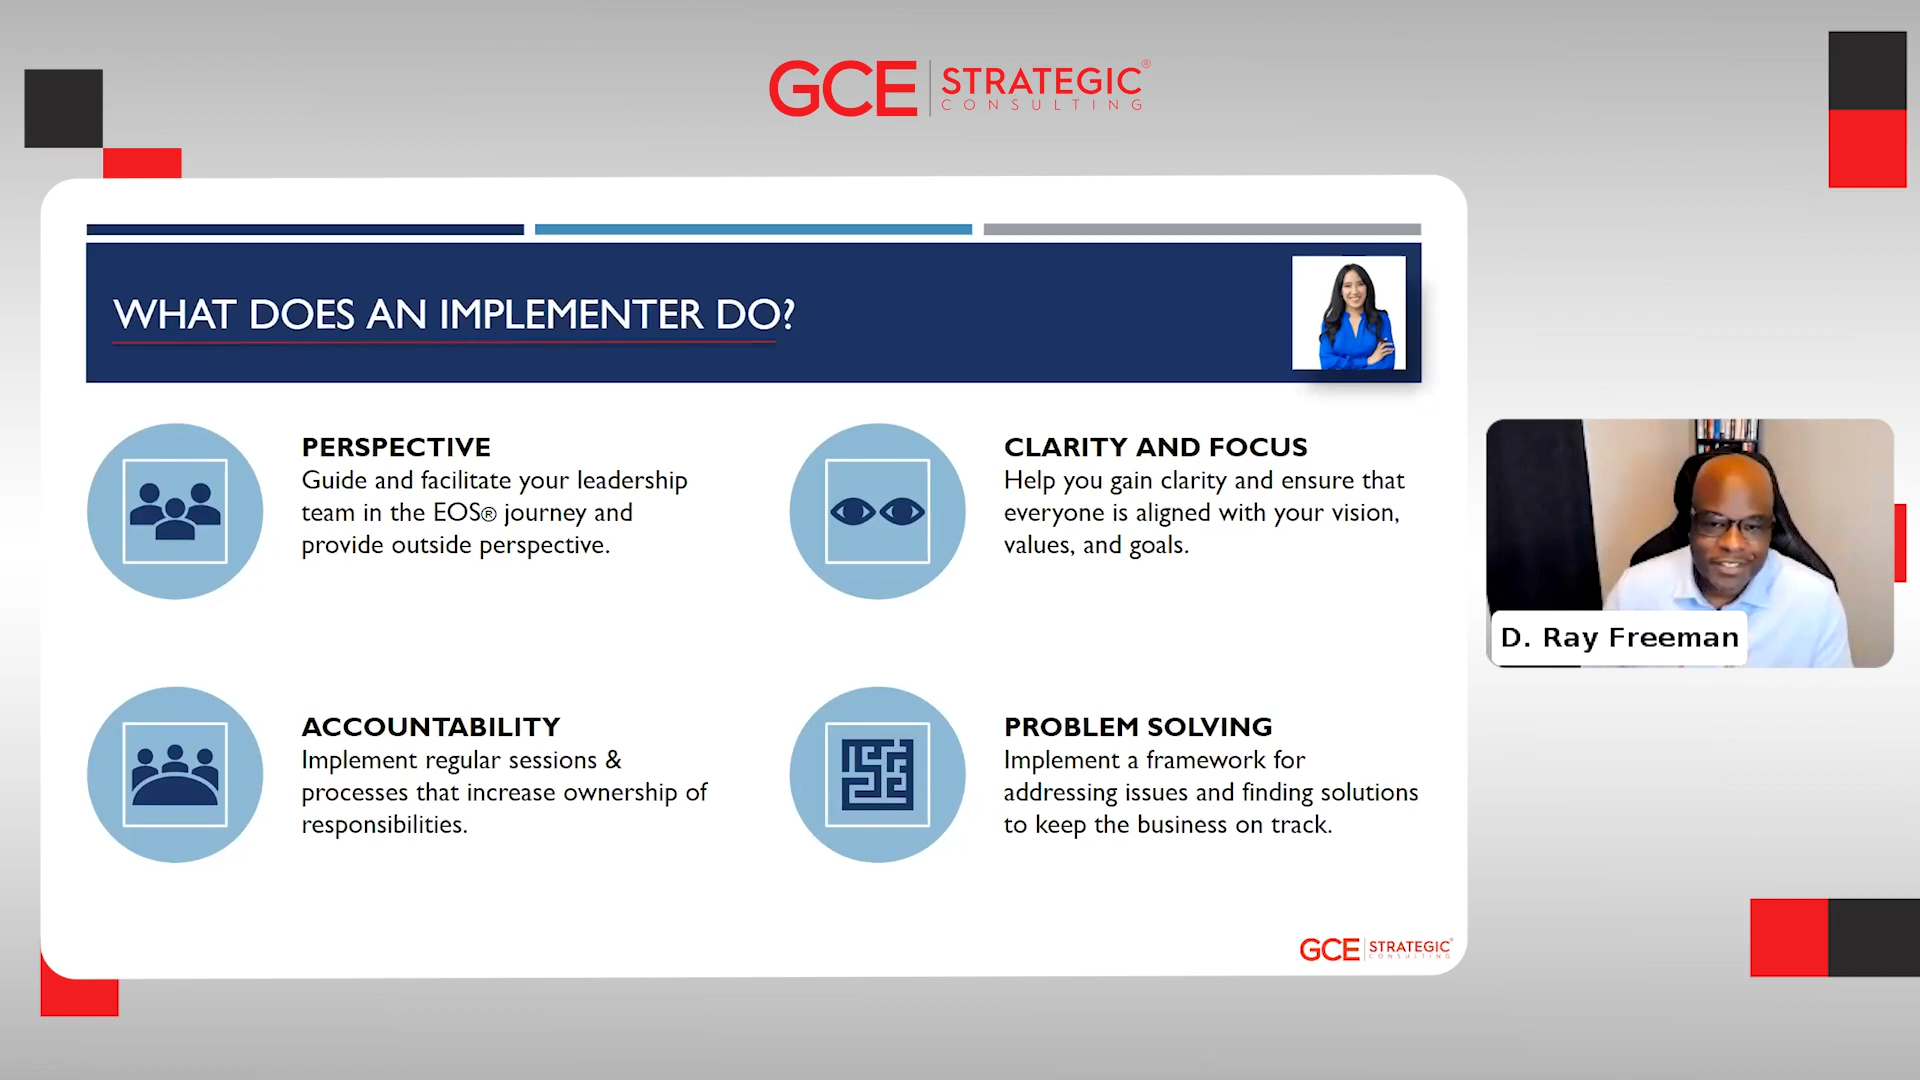 GCE STRATEGIC®
CONSULTING
WHAT DOES AN IMPLEMENTER DO?
PERSPECTIVE
Guide and facilitate your leadership
team in the EOS® journey and
provide outside perspective.
CLARITY AND FOCUS
Help you gain clarity and ensure that
everyone is aligned with your vision,
values, and goals.
ACCOUNTABILITY
Implement regular sessions &
processes that increase ownership of
responsibilities.
PROBLEM SOLVING
Implement a framework for
addressing issues and finding solutions
to keep the business on track.
D. Ray Freeman
GCE STRATEGIC®
CONSULTING